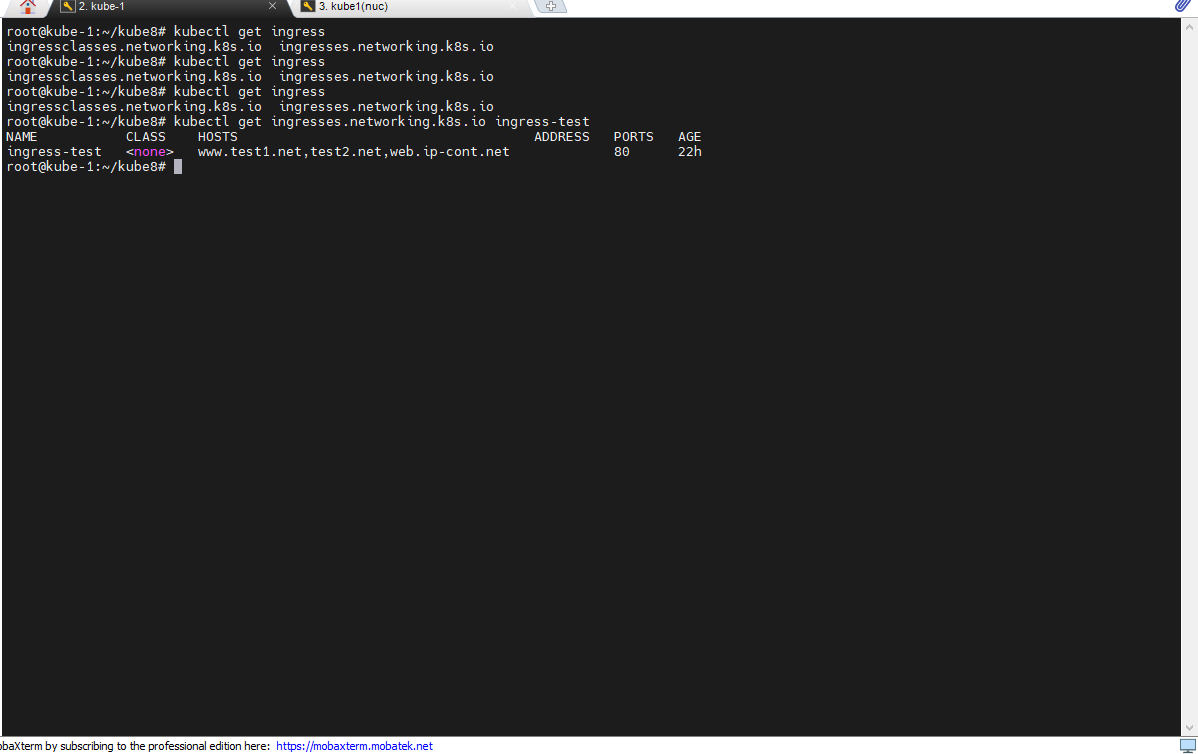 2. kube-1
3. kube1(nuc)
root@kube-1:~/kube8# kubectl get ingress
ingressclasses.networking.k8s.io  ingresses.networking.k8s.io
root@kube-1:~/kube8# kubectl get ingress
ingressclasses.networking.k8s.io  ingresses.networking.k8s.io
root@kube-1:~/kube8# kubectl get ingress
ingressclasses.networking.k8s.io  ingresses.networking.k8s.io
root@kube-1:~/kube8# kubectl get ingresses.networking.k8s.io ingress-test
NAME           CLASS    HOSTS                                     ADDRESS   PORTS   AGE
ingress-test   <none>   www.test1.net,test2.net,web.ip-cont.net             80      22h
root@kube-1:~/kube8#
obaXterm by subscribing to the professional edition here:  https://mobaxterm.mobatek.net